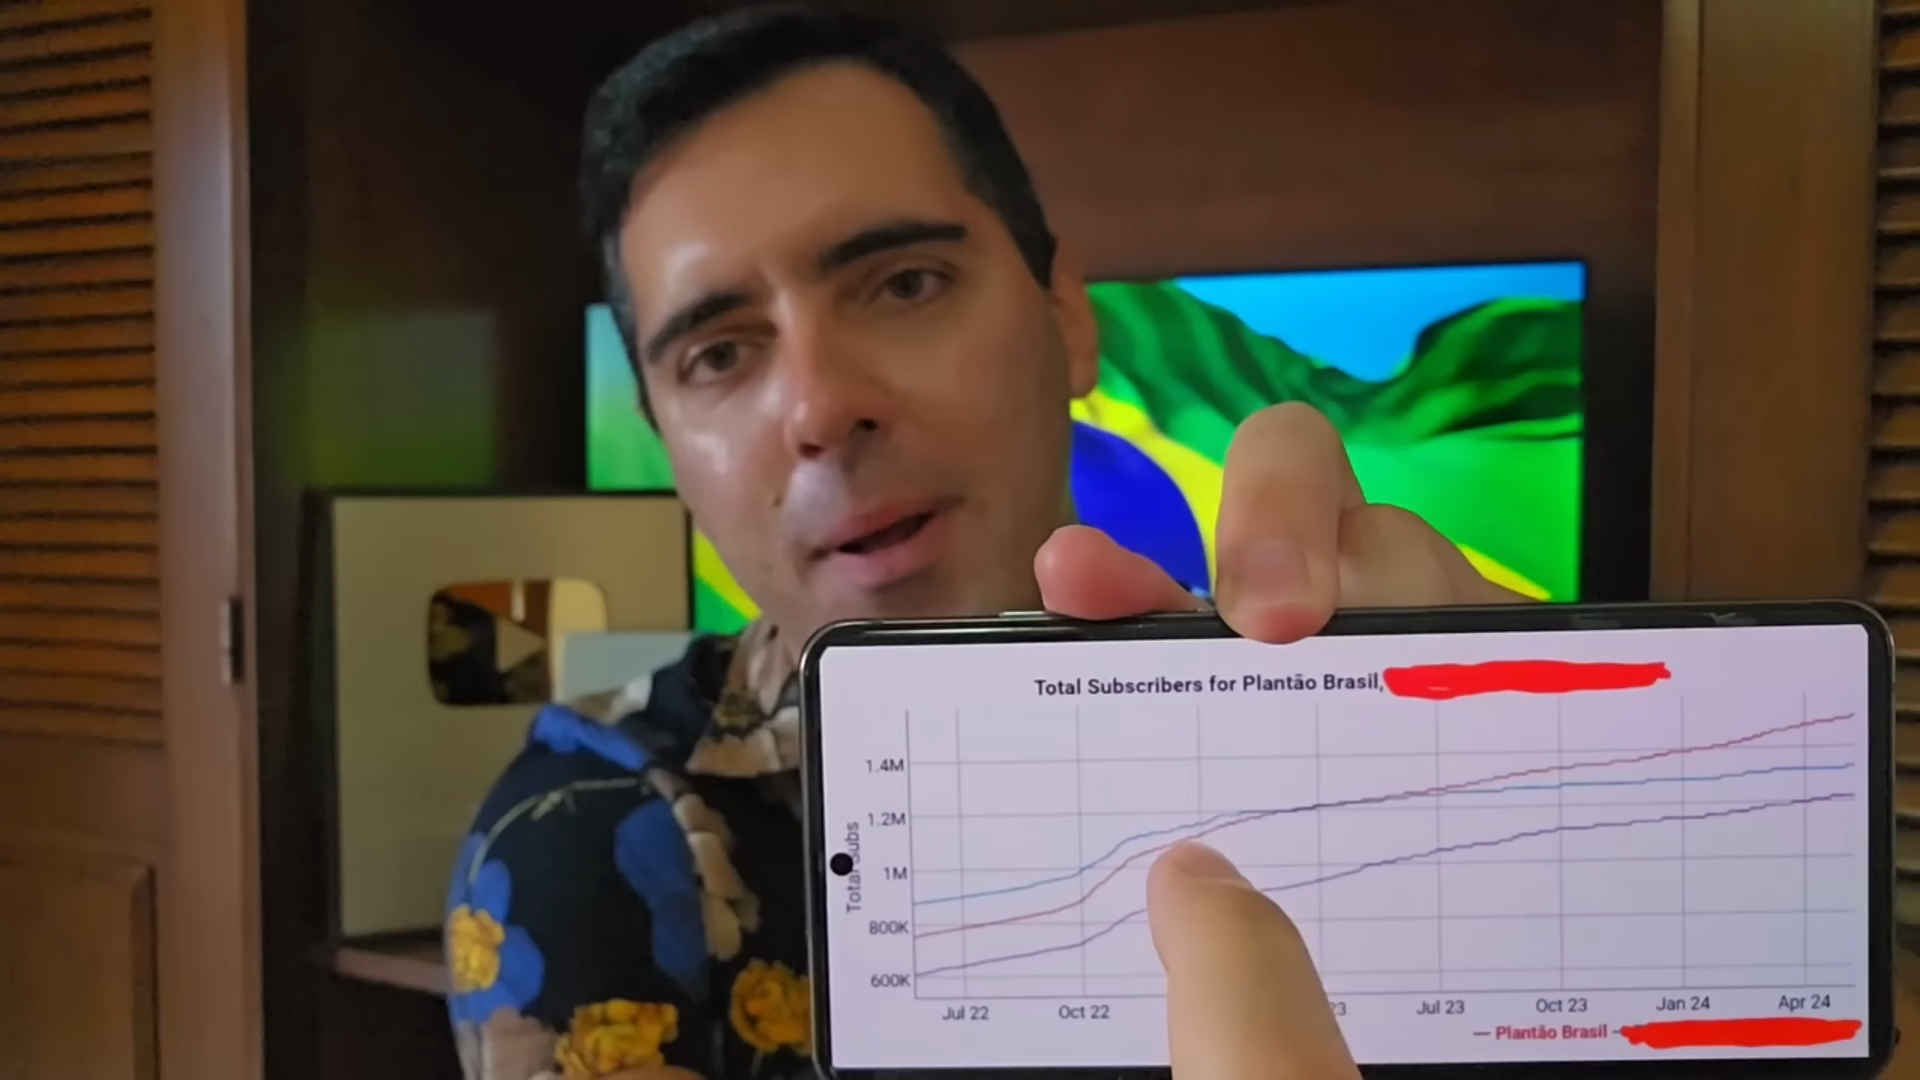 Total Subscribers for Plantão Brasil,
1.4M
1.2M
1M
800K
600K
Total Subs
Jul 22 Oct 22 Jul 23 Oct 23 Jan 24 Apr 24
Plantão Brasil